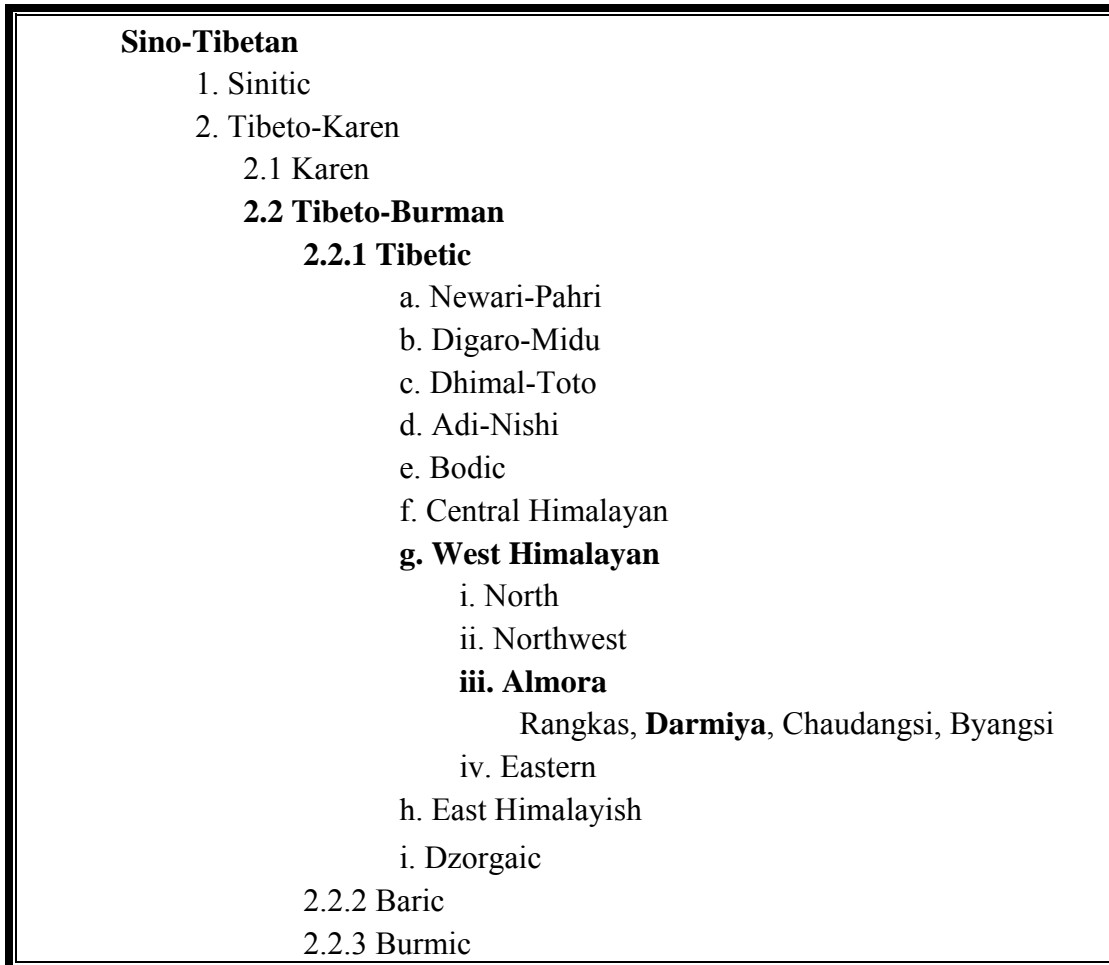 Sino-Tibetan
1. Sinitic
2. Tibeto-Karen
2.1 Karen
2.2 Tibeto-Burman
2.2.1 Tibetic
a. Newari-Pahri
b. Digaro-Midu
c. Dhimal-Toto
d. Adi-Nishi
e. Bodic
f. Central Himalayan
g. West Himalayan
i. North
ii. Northwest
iii. Almora
Rangkas, Darmiya, Chaudangsi, Byangsi
iv. Eastern
h. East Himalayish
i. Dzorgaic
2.2.2 Baric
2.2.3 Burmic